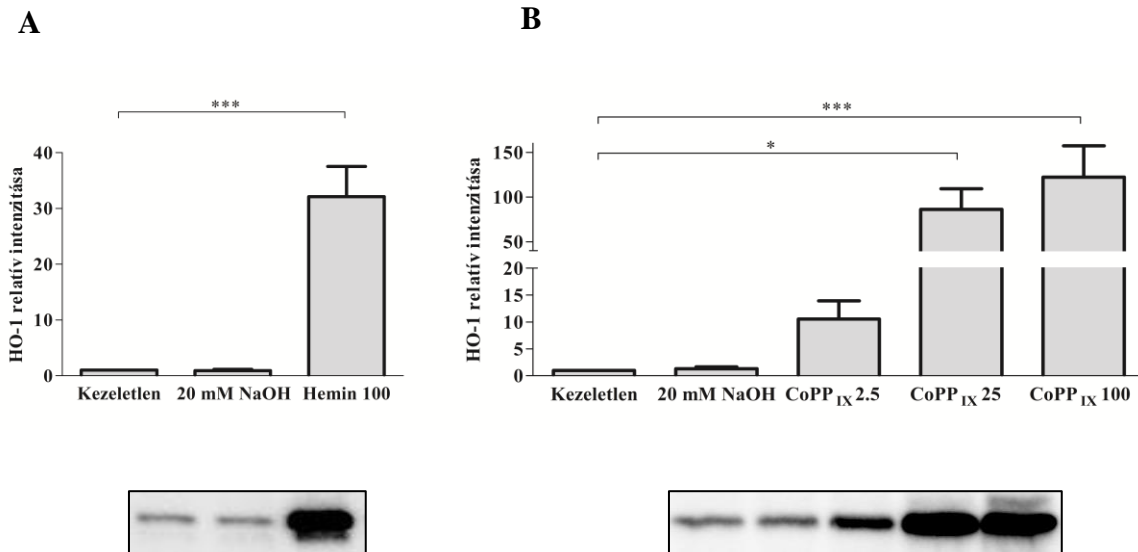 A
B
***
HO-1 relatív intenzitása
40
30
20
10
0
Kezeletlen 20 mM NaOH Hemin 100
***
*
HO-1 relatív intenzitása
150
100
50
20
15
10
5
0
Kezeletlen 20 mM NaOH CoPP IX 2.5 CoPP IX 25 CoPP IX 100